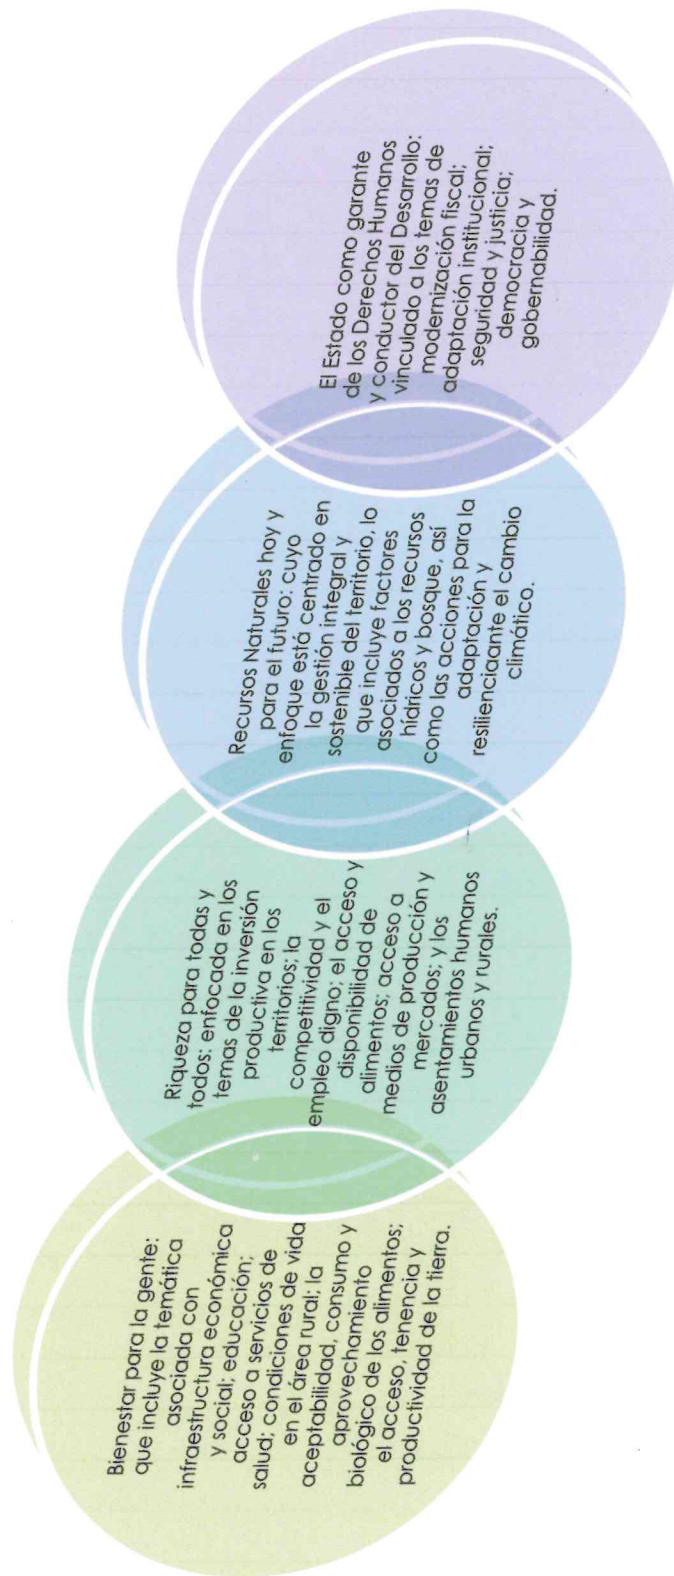 Bienestar para la gente:
que incluye la temática
asociada con
infraestructura económica
y social; educación;
acceso a servicios de
salud; condiciones de vida
en el área rural; la
aceptabilidad, consumo y
aprovechamiento
biológico de los alimentos;
el acceso, tenencia y
productividad de la tierra.
Riqueza para todas y
todos: enfocada en los
temas de la inversión
productiva en los
territorios; la
competitividad y el
empleo digno; el acceso y
disponibilidad de
alimentos; acceso a
medios de producción y
mercados; y los
asentamientos humanos
urbanos y rurales.
Recursos Naturales hoy y
para el futuro: cuyo
enfoque está centrado en
la gestión integral y
sostenible del territorio, lo
que incluye factores
asociados a los recursos
hídricos y bosque, así
como las acciones para la
adaptación y
resilienciaante el cambio
climático.
El Estado como garante
de los Derechos Humanos
y conductor del Desarrollo:
vinculado a los temas de
modernización fiscal;
adaptación institucional;
seguridad y justicia;
democracia y
gobernabilidad.